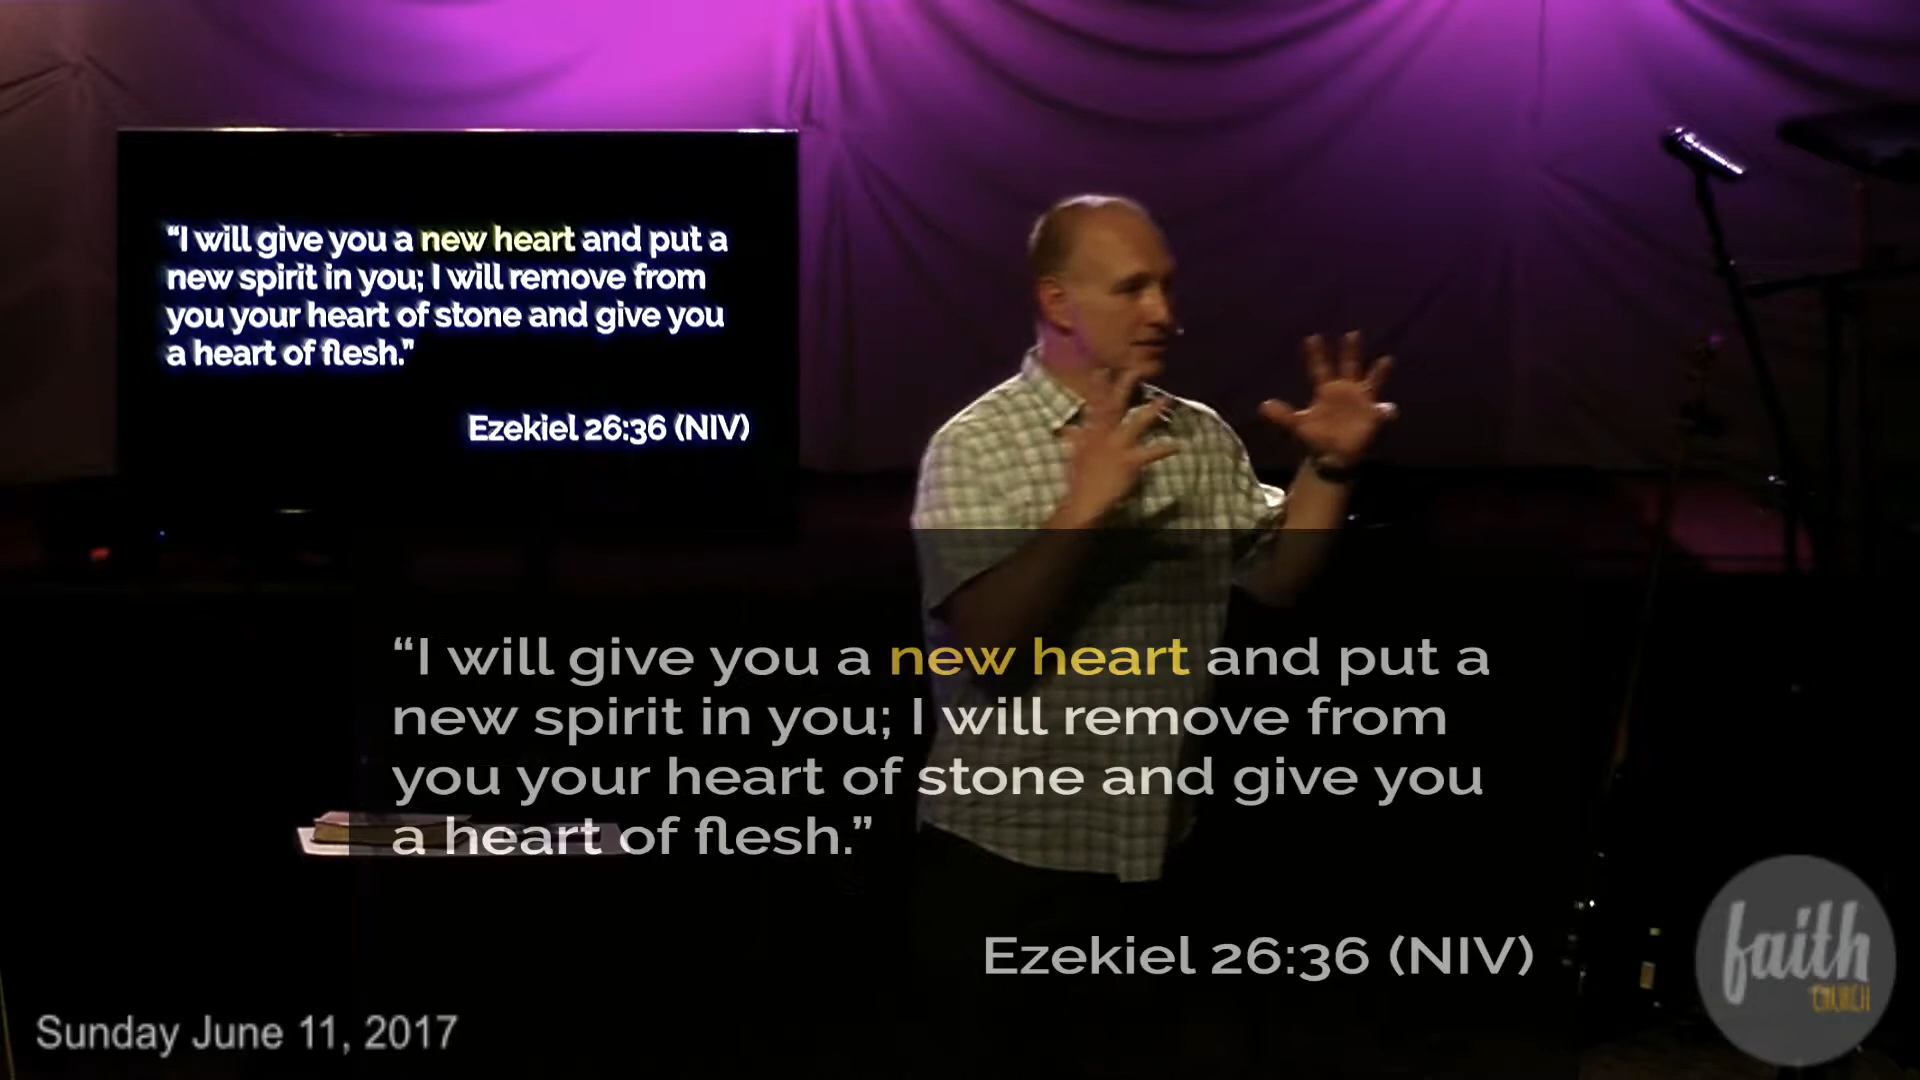 “I will give you a new heart and put a
new spirit in you; I will remove from
you your heart of stone and give you
a heart of flesh.”
Ezekiel 26:36 (NIV)
“I will give you a new heart and put a
new spirit in you; I will remove from
you your heart of stone and give you
a heart of flesh.”
Ezekiel 26:36 (NIV)
Sunday June 11, 2017
faith
CHURCH